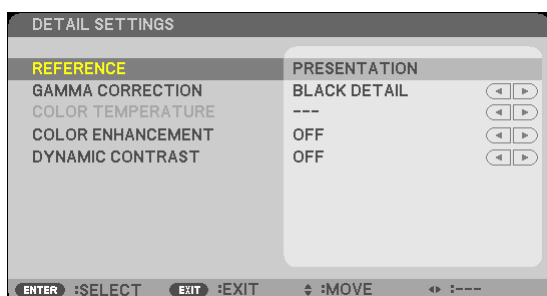 DETAIL SETTINGS
REFERENCE PRESENTATION
GAMMA CORRECTION BLACK DETAIL
COLOR TEMPERATURE ---
COLOR ENHANCEMENT OFF
DYNAMIC CONTRAST OFF
ENTER :SELECT EXIT :EXIT :MOVE :---